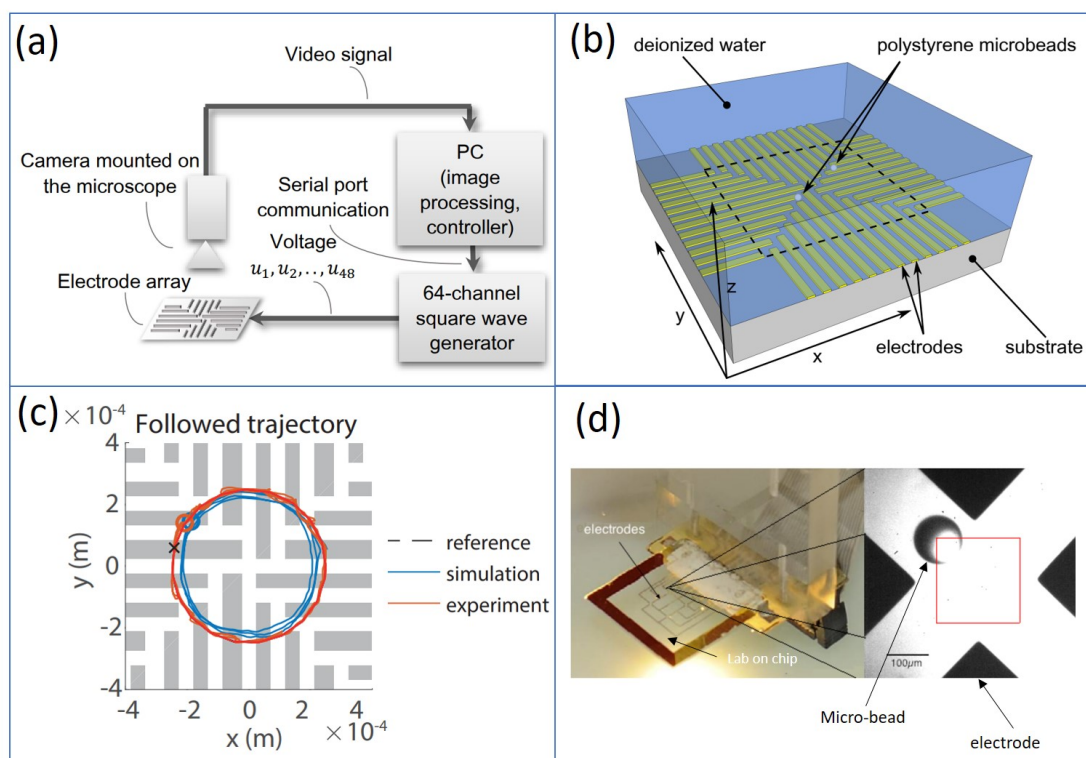 (a)
Video signal
Camera mounted on
the microscope
Serial port
communication
PC
(image
processing,
controller)
Voltage
u₁, u₂, . ., u₄₈
Electrode array
64-channel
square wave
generator
(b)
deionized water
polystyrene microbeads
z
y
x
electrodes
substrate
(c)
×10⁻⁴
Followed trajectory
4
2
0
-2
-4
y (m)
-4 -2 0 2 4
x (m)
×10⁻⁴
reference
simulation
experiment
(d)
electrodes
Lab on chip
100µm
Micro-bead
electrode